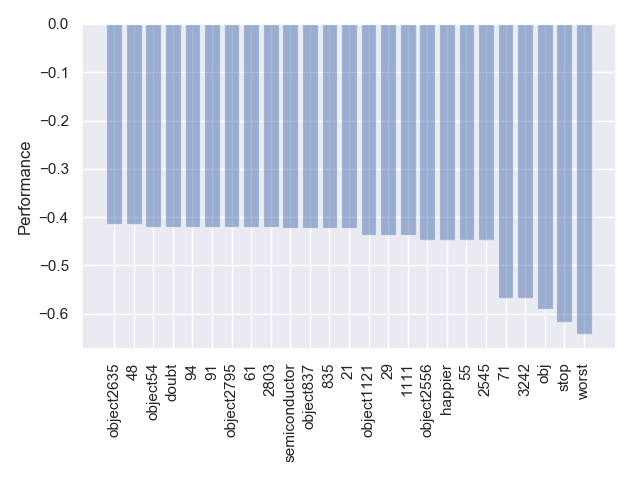 0.0
−0.1
−0.2
−0.3
−0.4
−0.5
−0.6
Performance
object2635
48
object54
doubt
94
91
object2795
61
2803
semiconductor
object837
835
21
object1121
29
1111
object2556
happier
55
2545
71
3242
obj
stop
worst